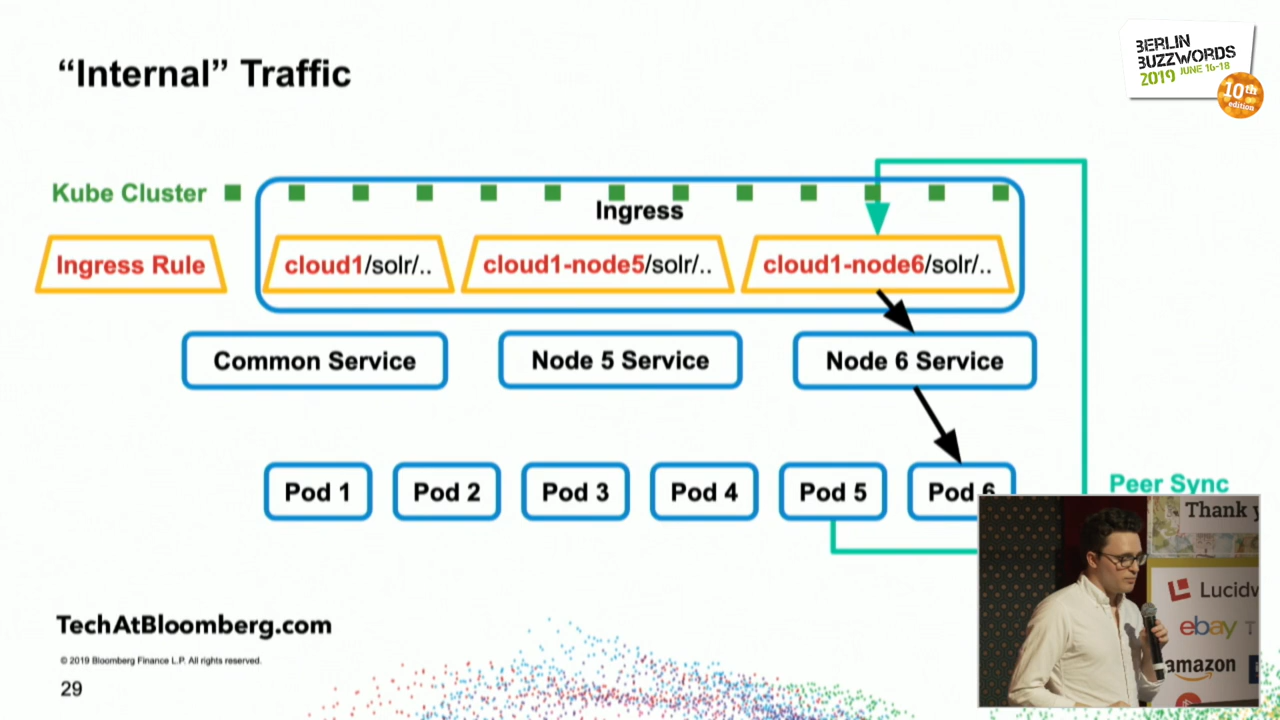 “Internal” Traffic
BERLIN
BUZZWORDS
2019 JUNE 16-18
10th
edition
Kube Cluster
Ingress
Ingress Rule
cloud1/solr/..
cloud1-node5/solr/..
cloud1-node6/solr/..
Common Service
Node 5 Service
Node 6 Service
Pod 1
Pod 2
Pod 3
Pod 4
Pod 5
Pod 6
Peer Sync
Thank
Lucidw
ebay
T
amazon
TechAtBloomberg.com
© 2019 Bloomberg Finance L.P. All rights reserved.
29